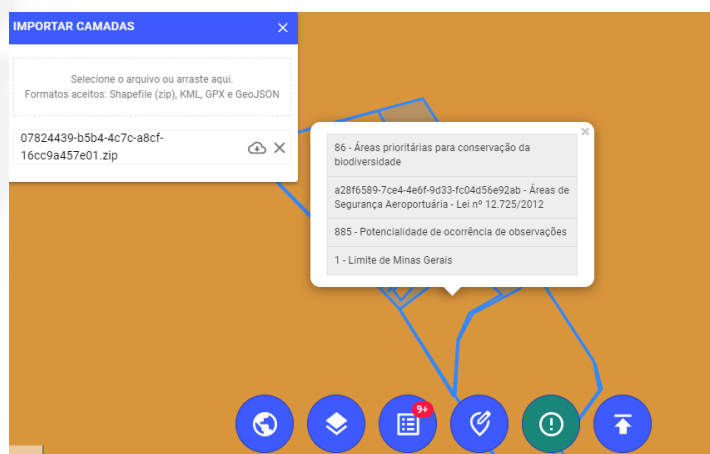 IMPORTAR CAMADAS
Selecione o arquivo ou arraste aqui.
Formatos aceitos: Shapefile (zip), KML, GPX e GeoJSON
07824439-b5b4-4c7c-a8cf-
16cc9a457e01.zip
86 - Áreas prioritárias para conservação da
biodiversidade
a28f6589-7ce4-4e6f-9d33-fc04d56e92ab - Áreas de
Segurança Aeroportuária - Lei nº 12.725/2012
885 - Potencialidade de ocorrência de observações
1 - Limite de Minas Gerais
9+